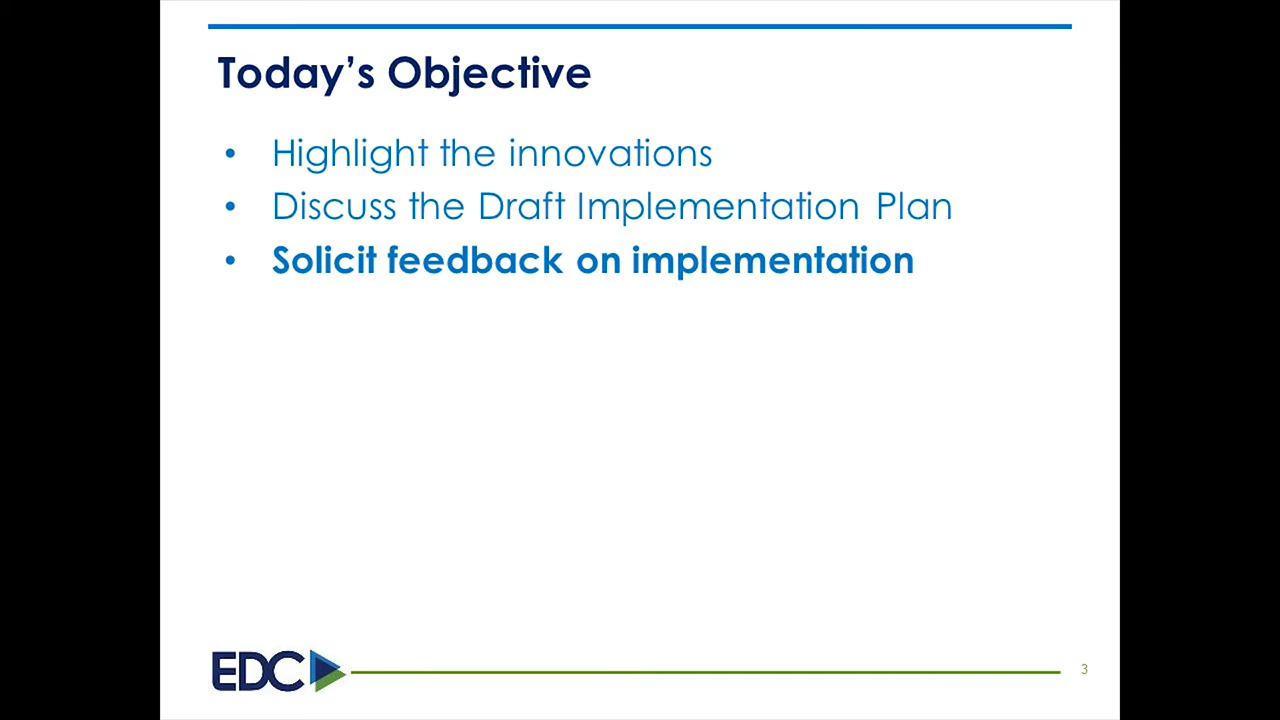 Today’s Objective
• Highlight the innovations
• Discuss the Draft Implementation Plan
• Solicit feedback on implementation
EDC
3